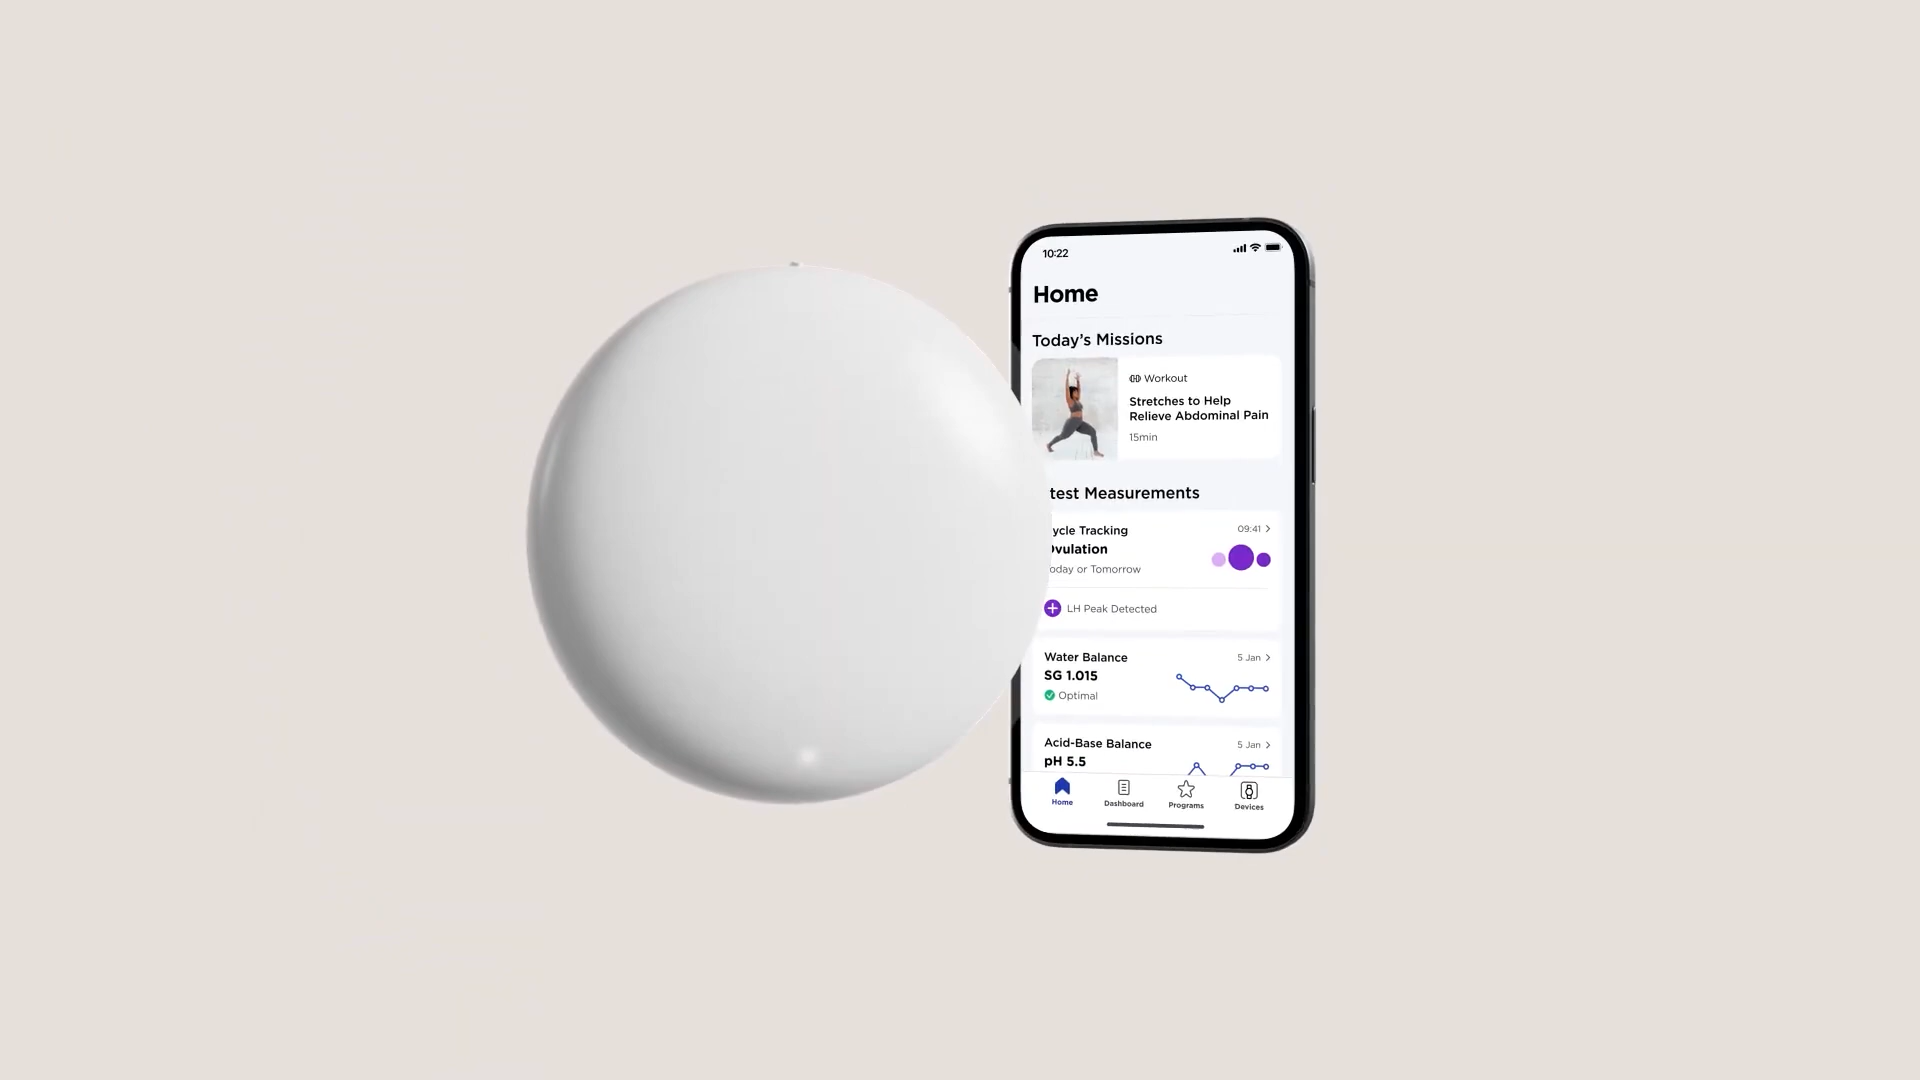 10:22
Home
Today's Missions
Workout
Stretches to Help
Relieve Abdominal Pain
15min
test Measurements
ycle Tracking
09:41
vulation
oday or Tomorrow
LH Peak Detected
Water Balance
5 Jan
SG 1.015
Optimal
Acid-Base Balance
5 Jan
pH 5.5
Home
Dashboard
Programs
Devices